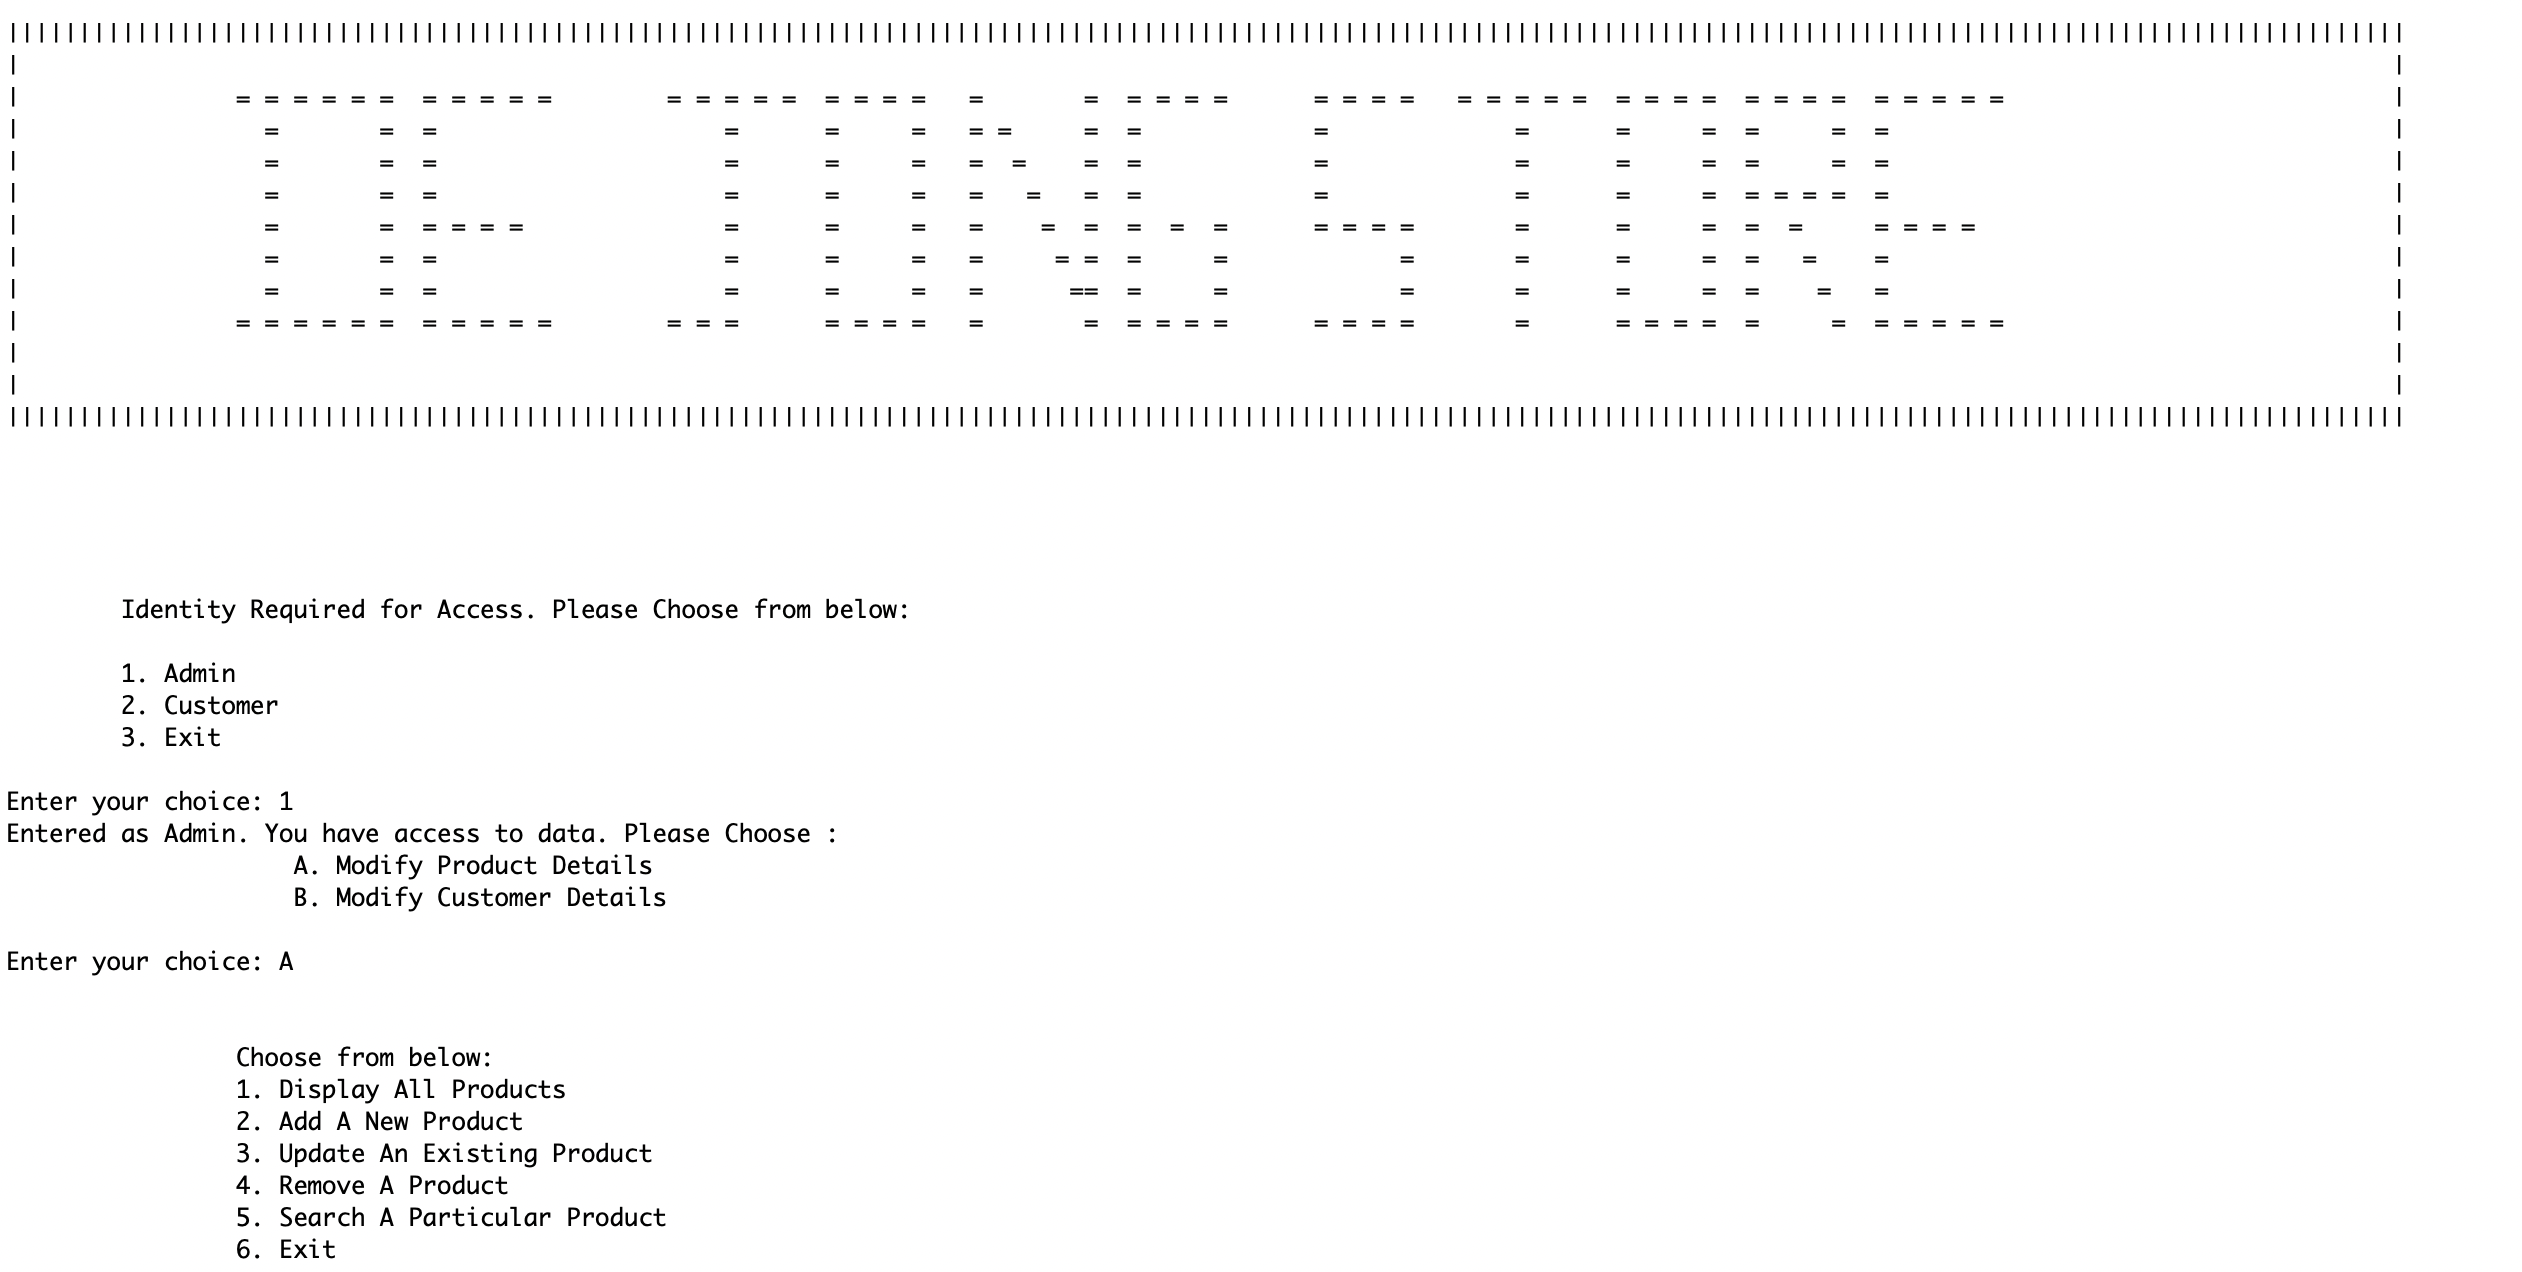 DE JONG STORE
Identity Required for Access. Please Choose from below:
1. Admin
2. Customer
3. Exit
Enter your choice: 1
Entered as Admin. You have access to data. Please Choose :
A. Modify Product Details
B. Modify Customer Details
Enter your choice: A
Choose from below:
1. Display All Products
2. Add A New Product
3. Update An Existing Product
4. Remove A Product
5. Search A Particular Product
6. Exit